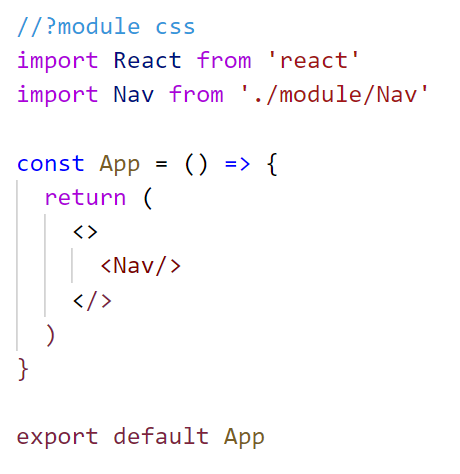 //?module css
import React from 'react'
import Nav from './module/Nav'
const App = () => {
return (
<>
<Nav/>
</>
)
}
export default App